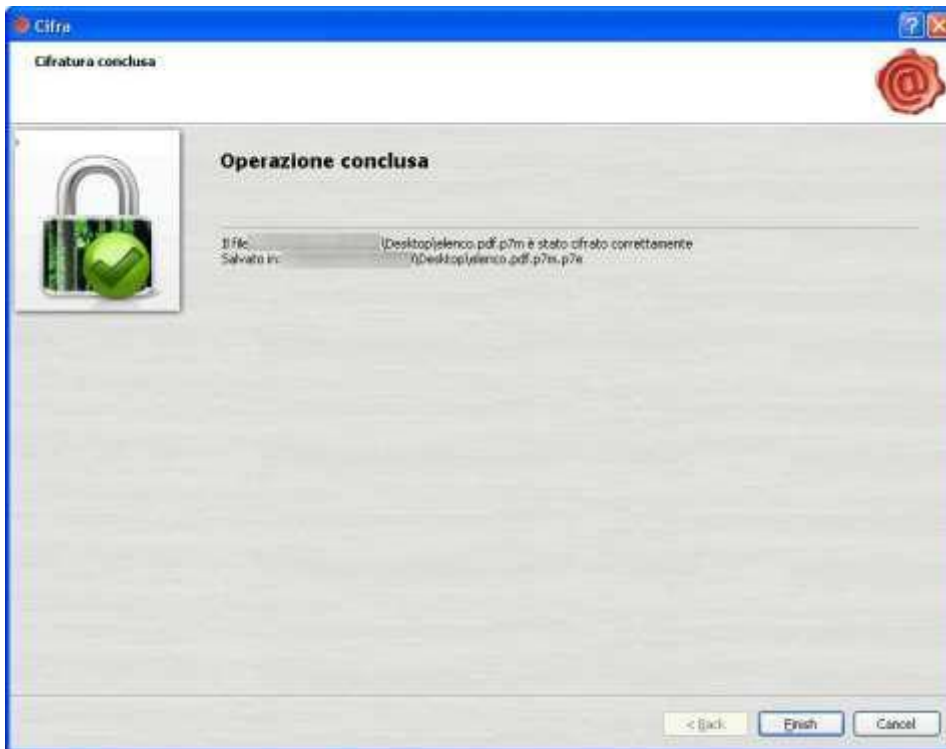 Cifra
Cifratura conclusa
Operazione conclusa
Il file \Desktop\elenco.pdf.p7m è stato cifrato correttamente
Salvato in: \Desktop\elenco.pdf.p7m.p7e
< Back Finish Cancel